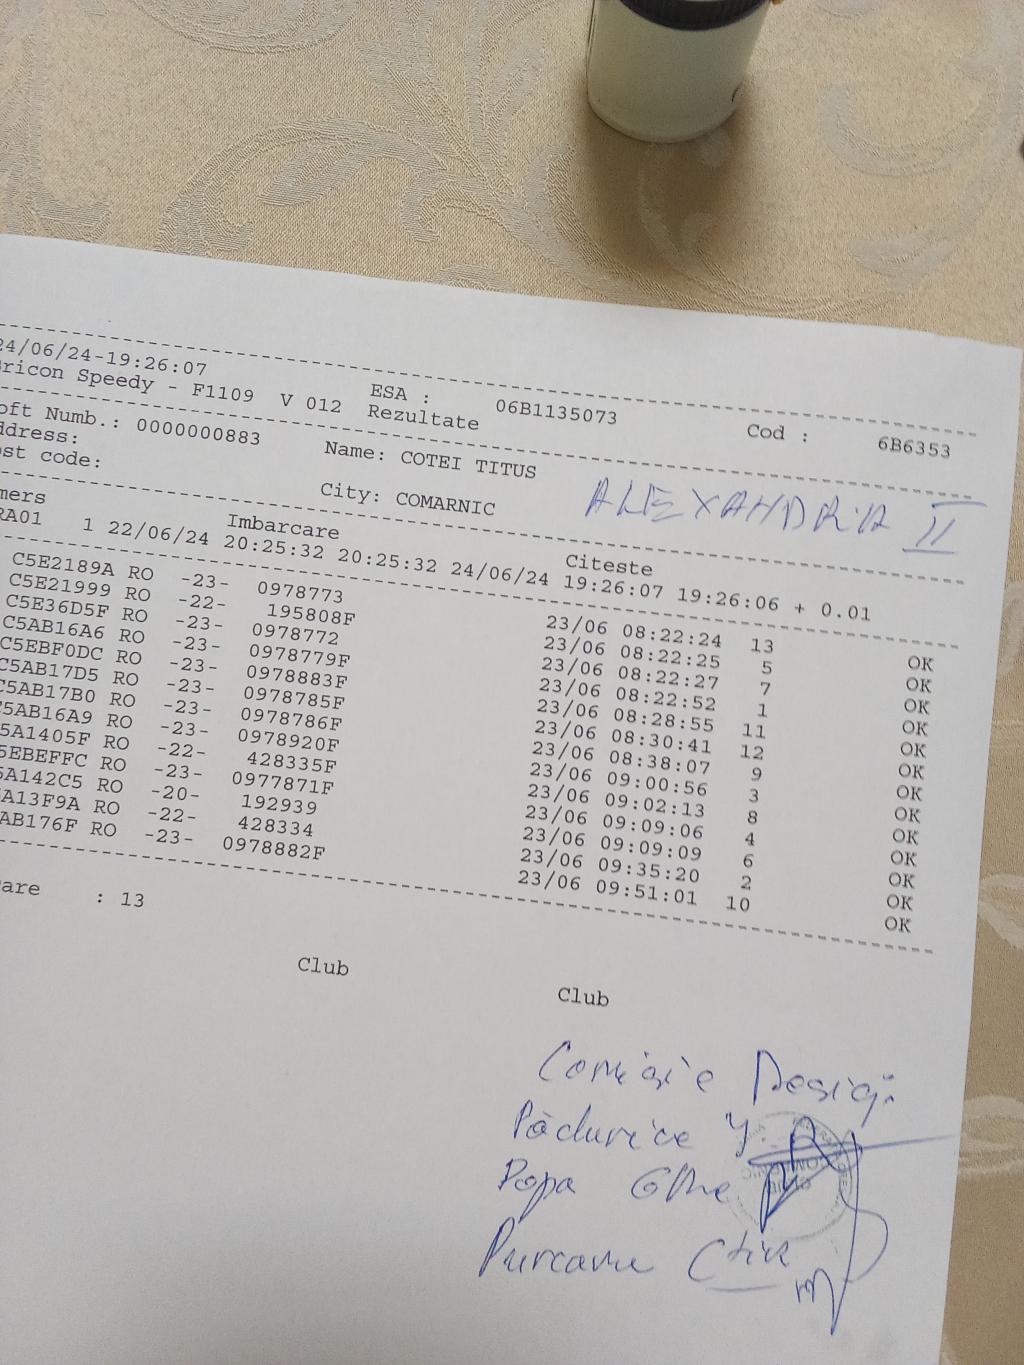 24/06/24-19:26:07
Bricon Speedy - F1109 V 012 ESA : 06B1135073 Cod : 6B6353
Rezultate
oft Numb.: 0000000883 Name: COTEI TITUS
ddress:
ost code: City: COMARNIC
ALEXANDRIA II
mers Imbarcare Citeste
RA01 1 22/06/24 20:25:32 20:25:32 24/06/24 19:26:07 19:26:06 + 0.01
C5E2189A RO -23- 0978773 23/06 08:22:24 13 OK
C5E21999 RO -22- 195808F 23/06 08:22:25 5 OK
C5E36D5F RO -23- 0978772 23/06 08:22:27 7 OK
C5AB16A6 RO -23- 0978779F 23/06 08:22:52 1 OK
C5EBF0DC RO -23- 0978883F 23/06 08:28:55 11 OK
C5AB17D5 RO -23- 0978785F 23/06 08:30:41 12 OK
C5AB17B0 RO -23- 0978786F 23/06 08:38:07 9 OK
C5AB16A9 RO -23- 0978920F 23/06 09:00:56 3 OK
5A1405F RO -22- 428335F 23/06 09:02:13 8 OK
5EBEFFC RO -23- 0977871F 23/06 09:09:06 4 OK
5A142C5 RO -20- 192939 23/06 09:09:09 6 OK
A13F9A RO -22- 428334 23/06 09:35:20 2 OK
AB176F RO -23- 0978882F 23/06 09:51:01 10 OK
are : 13
Club Club
Comisie Desigi
Pădurice
Popa Ghe
Purcaru